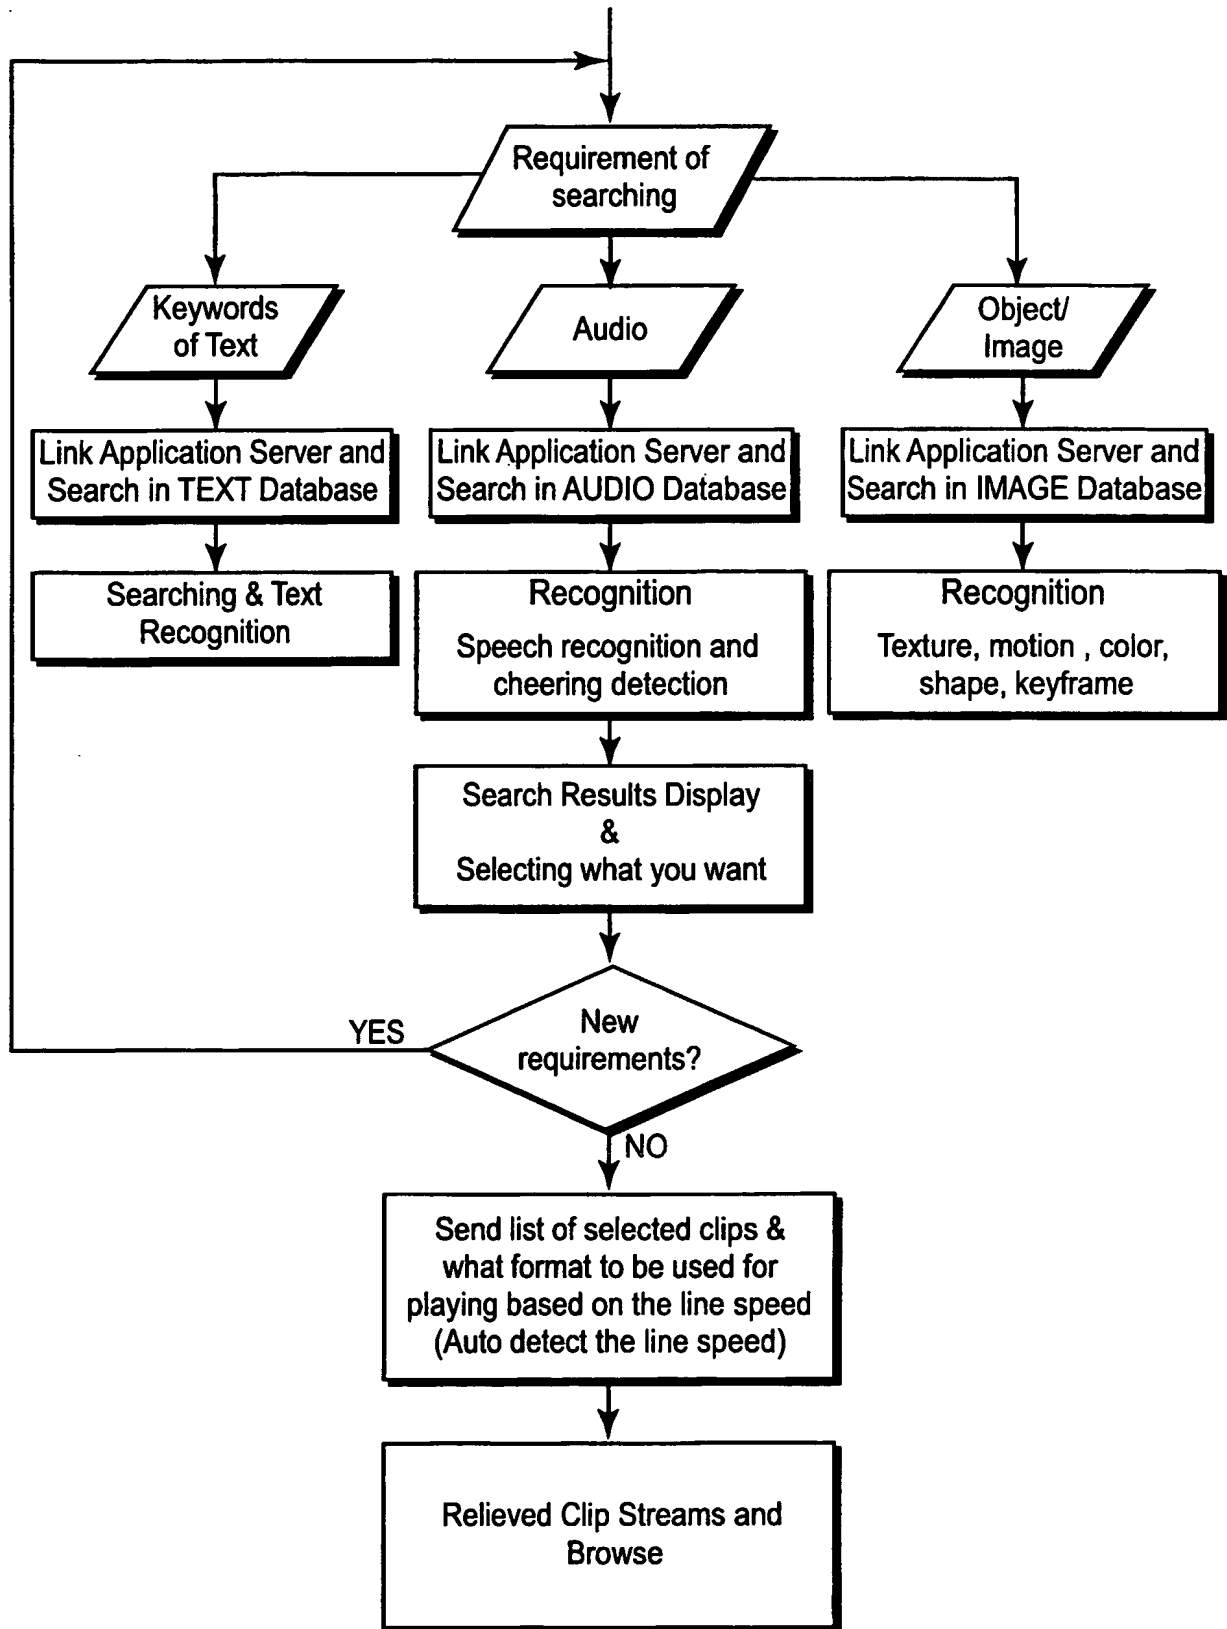 Requirement of
searching
Keywords
of Text
Audio
Object/
Image
Link Application Server and
Search in TEXT Database
Link Application Server and
Search in AUDIO Database
Link Application Server and
Search in IMAGE Database
Searching & Text
Recognition
Recognition
Speech recognition and
cheering detection
Recognition
Texture, motion , color,
shape, keyframe
Search Results Display
&
Selecting what you want
New
requirements?
YES
NO
Send list of selected clips &
what format to be used for
playing based on the line speed
(Auto detect the line speed)
Relieved Clip Streams and
Browse